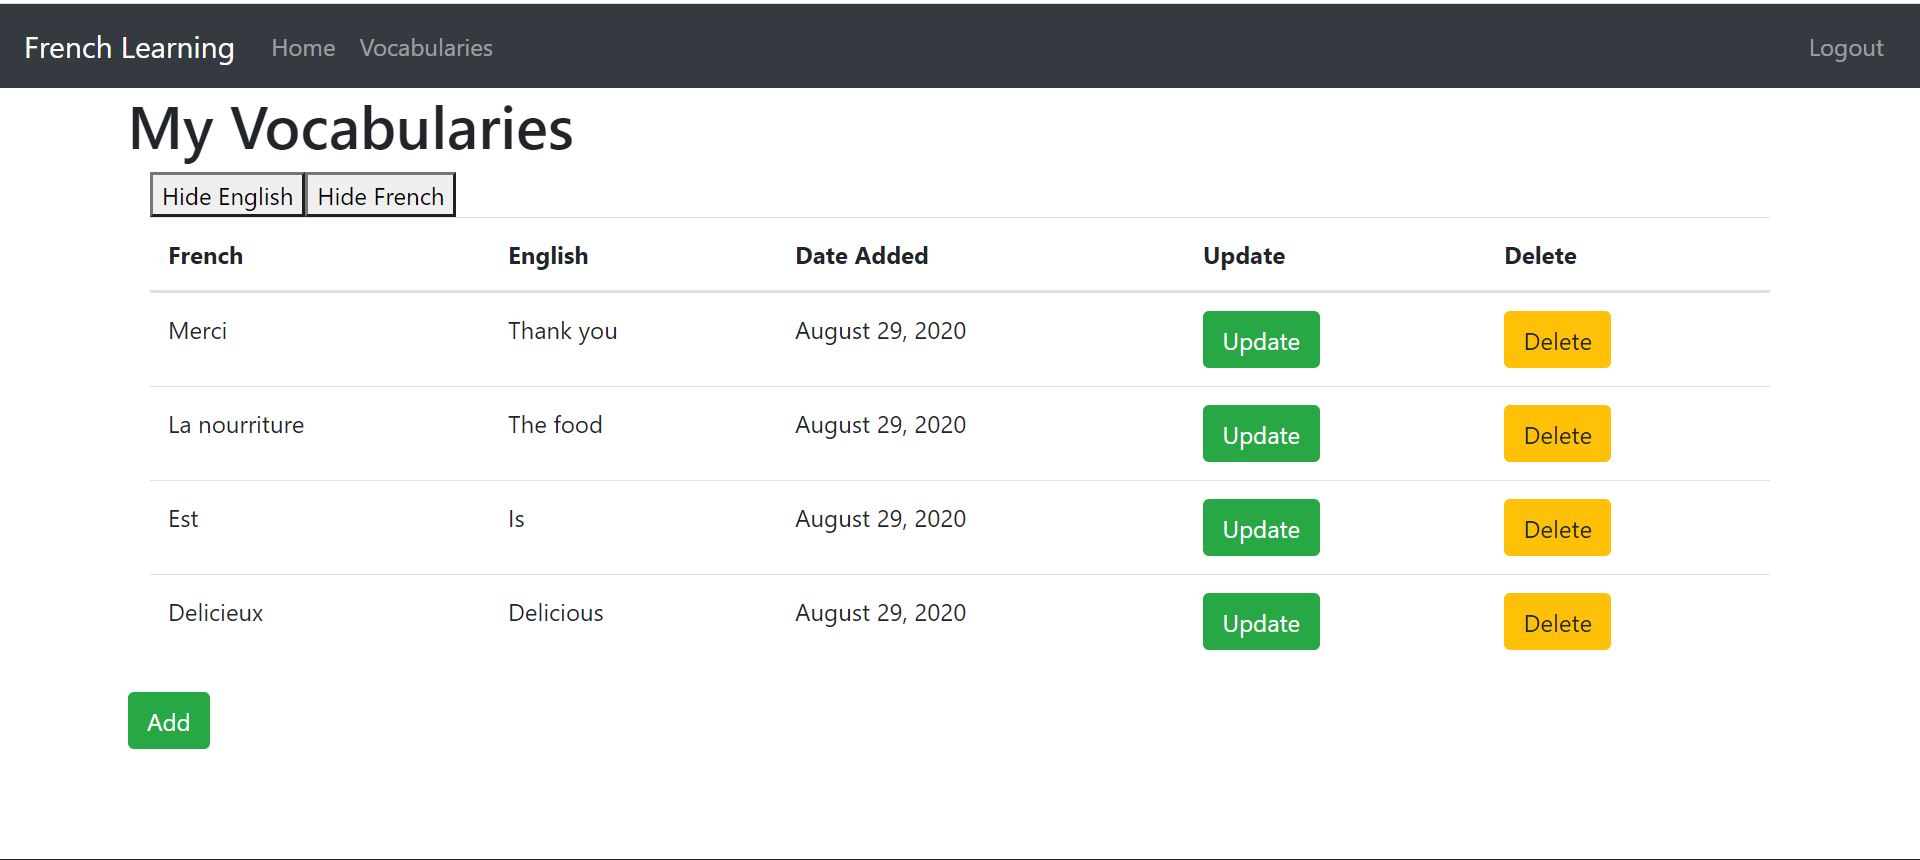 French Learning Home Vocabularies Logout
My Vocabularies
Hide English Hide French
French English Date Added Update Delete
Merci Thank you August 29, 2020 Update Delete
La nourriture The food August 29, 2020 Update Delete
Est Is August 29, 2020 Update Delete
Delicieux Delicious August 29, 2020 Update Delete
Add